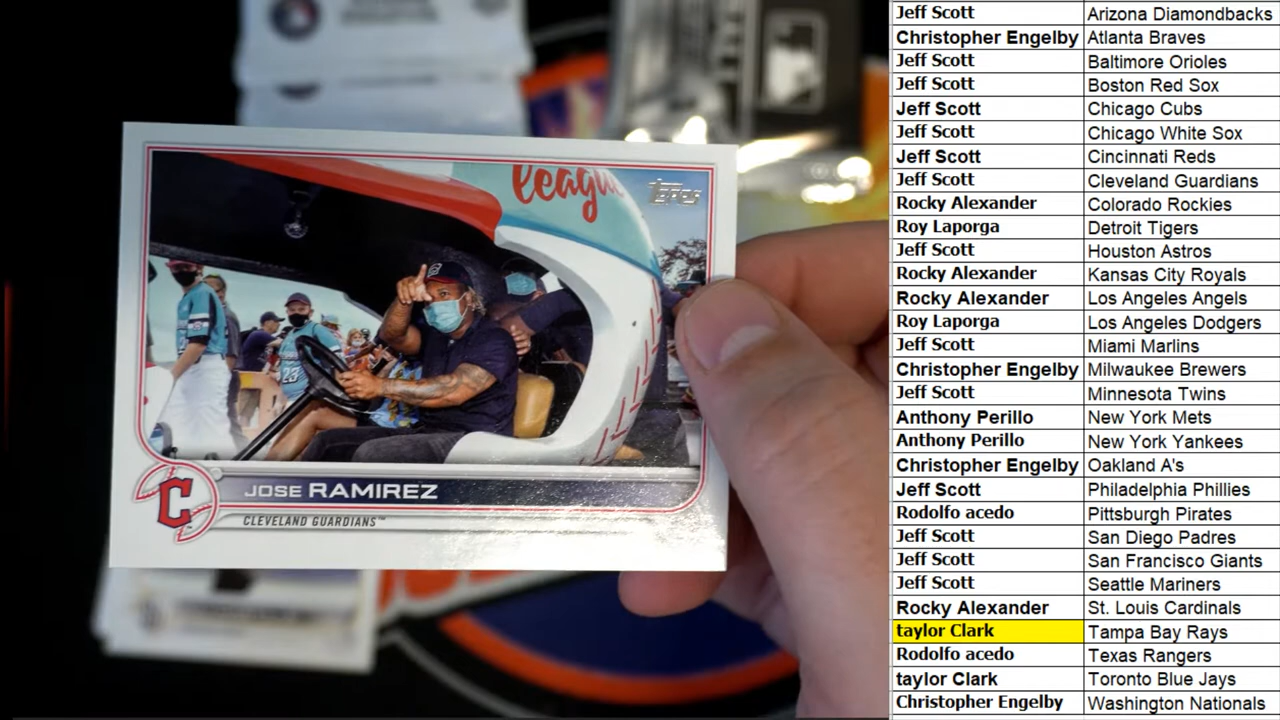 league
Topps
23
C
JOSE RAMIREZ
CLEVELAND GUARDIANS™
Jeff Scott Arizona Diamondbacks
Christopher Engelby Atlanta Braves
Jeff Scott Baltimore Orioles
Jeff Scott Boston Red Sox
Jeff Scott Chicago Cubs
Jeff Scott Chicago White Sox
Jeff Scott Cincinnati Reds
Jeff Scott Cleveland Guardians
Rocky Alexander Colorado Rockies
Roy Laporga Detroit Tigers
Jeff Scott Houston Astros
Rocky Alexander Kansas City Royals
Rocky Alexander Los Angeles Angels
Roy Laporga Los Angeles Dodgers
Jeff Scott Miami Marlins
Christopher Engelby Milwaukee Brewers
Jeff Scott Minnesota Twins
Anthony Perillo New York Mets
Anthony Perillo New York Yankees
Christopher Engelby Oakland A's
Jeff Scott Philadelphia Phillies
Rodolfo acedo Pittsburgh Pirates
Jeff Scott San Diego Padres
Jeff Scott San Francisco Giants
Jeff Scott Seattle Mariners
Rocky Alexander St. Louis Cardinals
taylor Clark Tampa Bay Rays
Rodolfo acedo Texas Rangers
taylor Clark Toronto Blue Jays
Christopher Engelby Washington Nationals